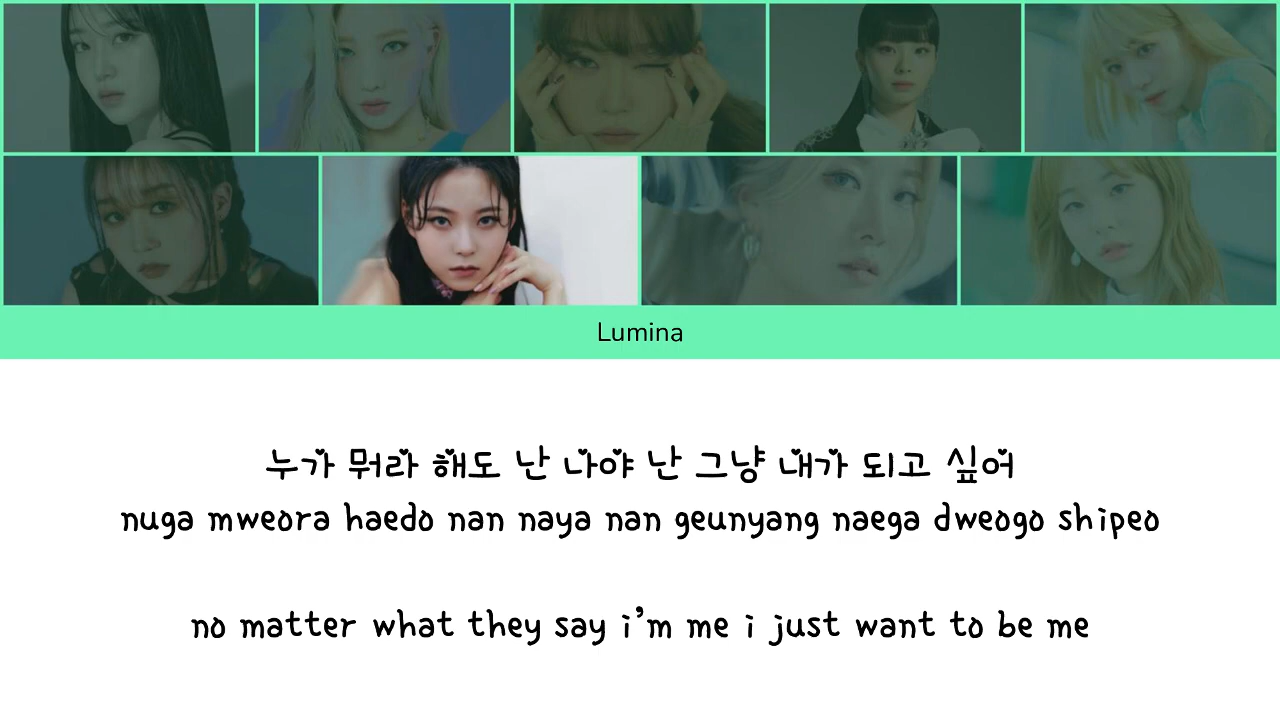 Lumina
누가 뭐라 해도 난 나야 난 그냥 내가 되고 싶어
nuga mweora haedo nan naya nan geunyang naega dweogo shipeo
no matter what they say i'm me i just want to be me